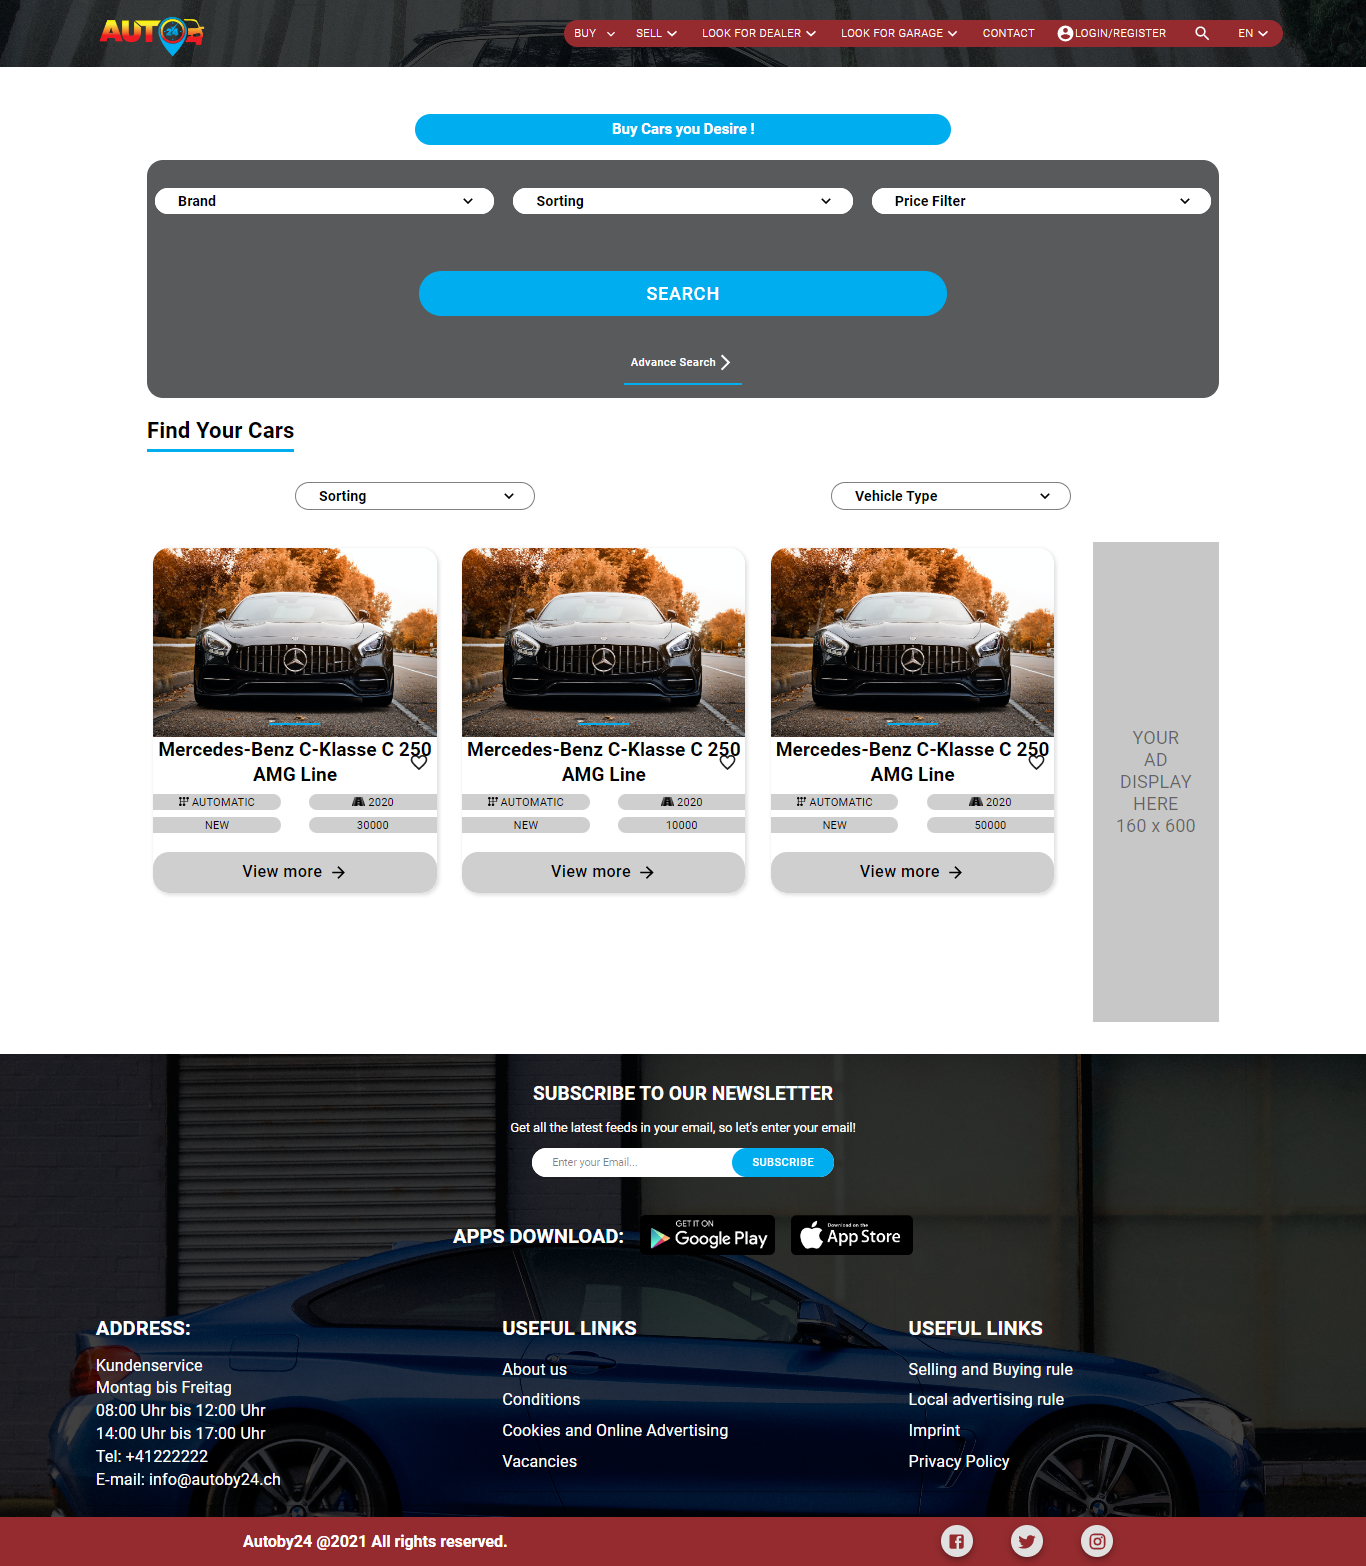 AUTO 24
BUY SELL LOOK FOR DEALER LOOK FOR GARAGE CONTACT LOGIN/REGISTER EN
Buy Cars you Desire !
Brand Sorting Price Filter
SEARCH
Advance Search
Find Your Cars
Sorting Vehicle Type
Mercedes-Benz C-Klasse C 250
AMG Line
AUTOMATIC 2020
NEW 30000
View more
Mercedes-Benz C-Klasse C 250
AMG Line
AUTOMATIC 2020
NEW 10000
View more
Mercedes-Benz C-Klasse C 250
AMG Line
AUTOMATIC 2020
NEW 50000
View more
YOUR
AD
DISPLAY
HERE
160 x 600
SUBSCRIBE TO OUR NEWSLETTER
Get all the latest feeds in your email, so let's enter your email!
Enter your Email... SUBSCRIBE
APPS DOWNLOAD:
GET IT ON
Google Play
Download on the
App Store
ADDRESS:
Kundenservice
Montag bis Freitag
08:00 Uhr bis 12:00 Uhr
14:00 Uhr bis 17:00 Uhr
Tel: +41222222
E-mail: info@autoby24.ch
USEFUL LINKS
About us
Conditions
Cookies and Online Advertising
Vacancies
USEFUL LINKS
Selling and Buying rule
Local advertising rule
Imprint
Privacy Policy
Autoby24 @2021 All rights reserved.